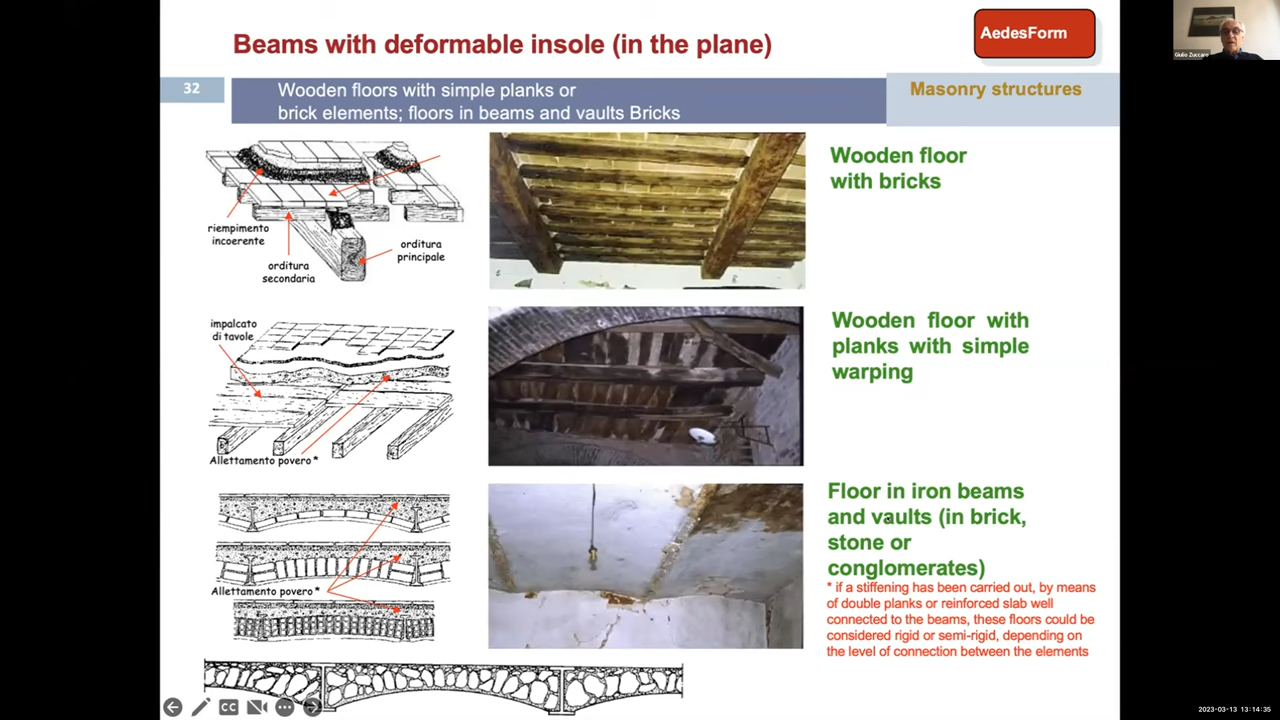 Beams with deformable insole (in the plane)
AedesForm
32
Wooden floors with simple planks or
brick elements; floors in beams and vaults Bricks
Masonry structures
riempimento
incoerente
orditura
secondaria
orditura
principale
Wooden floor
with bricks
impalcato
di tavole
Allettamento povero *
Wooden floor with
planks with simple
warping
Allettamento povero *
Floor in iron beams
and vaults (in brick,
stone or
conglomerates)
* if a stiffening has been carried out, by means
of double planks or reinforced slab well
connected to the beams, these floors could be
considered rigid or semi-rigid, depending on
the level of connection between the elements
CC
Giulio Zuccaro
2023-03-13 13:14:35